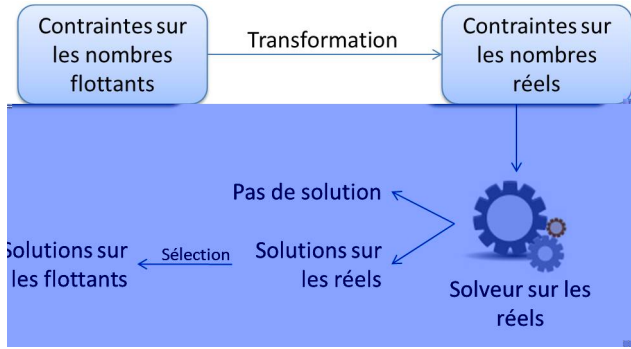 Contraintes sur
les nombres
flottants
Transformation
Contraintes sur
les nombres
réels
Pas de solution
Solutions sur
les flottants
Sélection
Solutions sur
les réels
Solveur sur les
réels